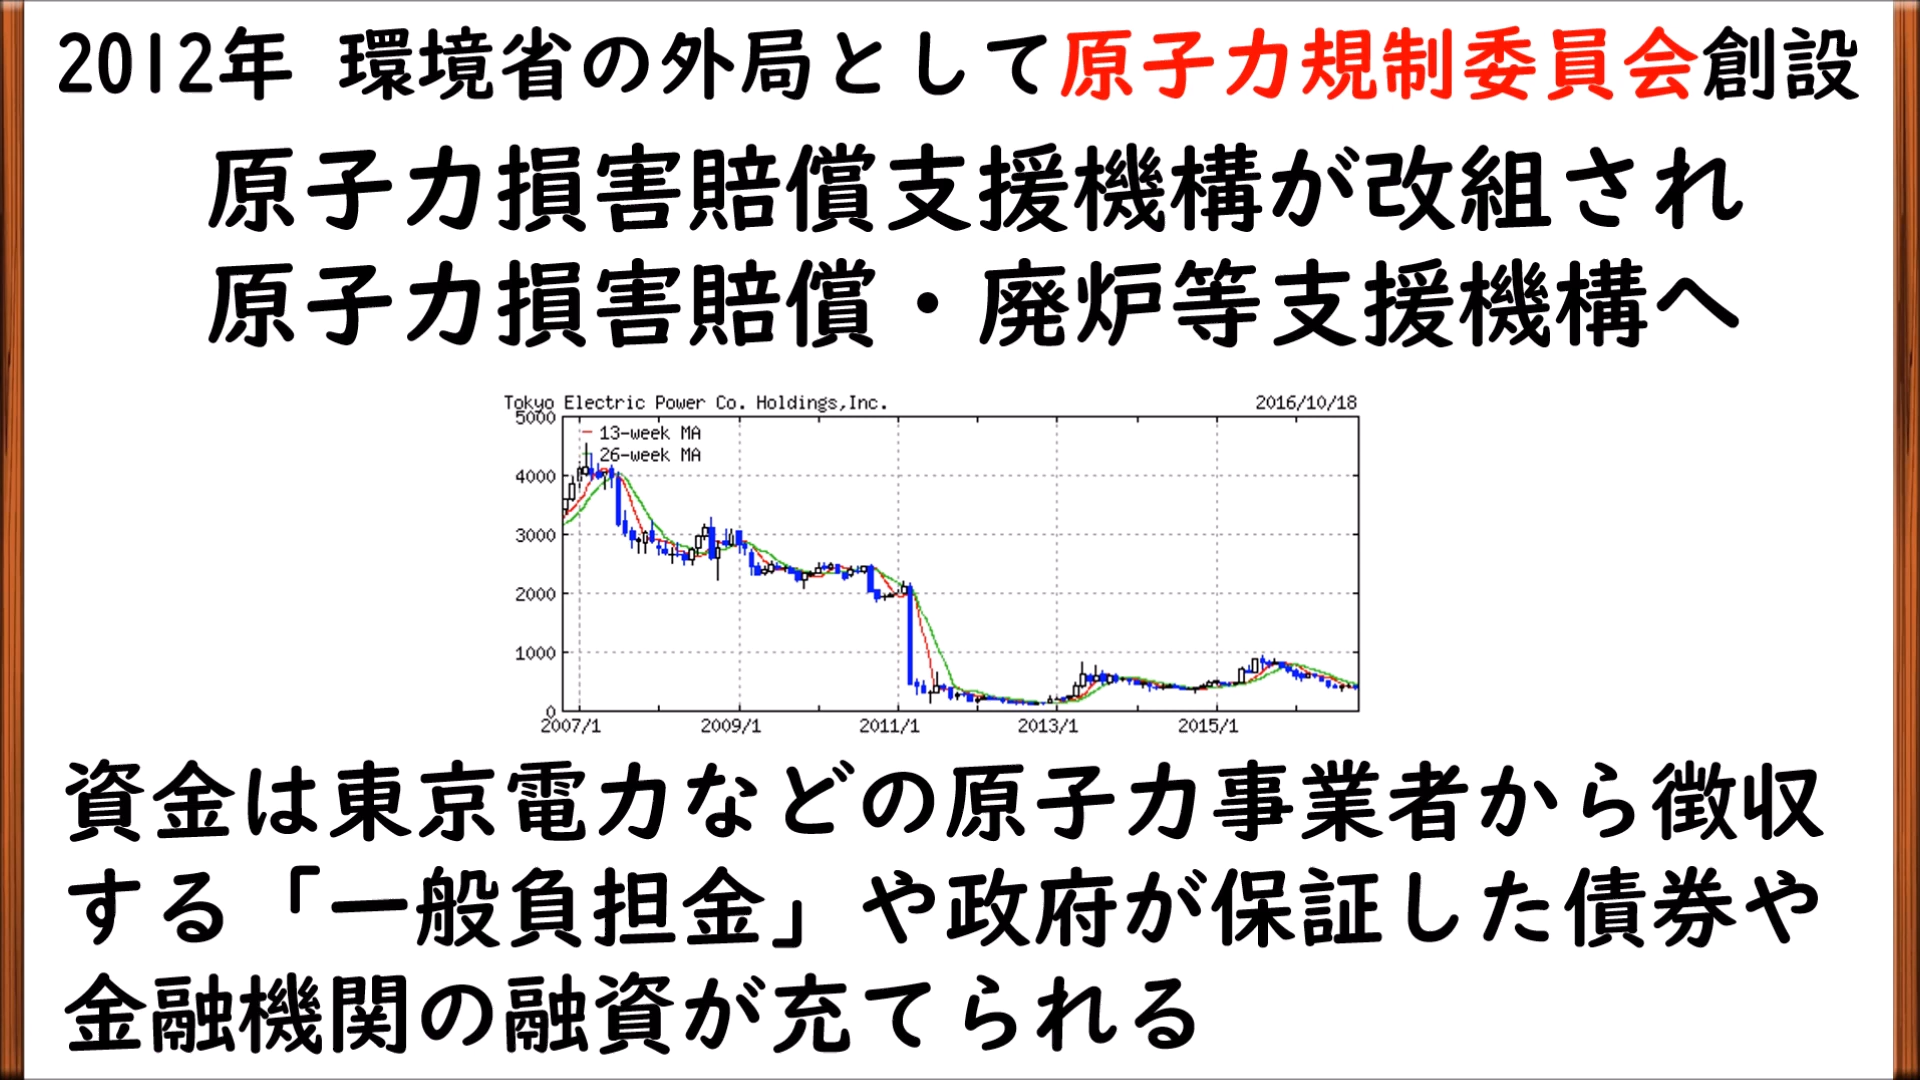 2012年 環境省の外局として原子力規制委員会創設
原子力損害賠償支援機構が改組され
原子力損害賠償・廃炉等支援機構へ
Tokyo Electric Power Co. Holdings,Inc. 2016/10/18
5000
13-week MA
26-week MA
4000
3000
2000
1000
0
2007/1 2009/1 2011/1 2013/1 2015/1
資金は東京電力などの原子力事業者から徴収
する「一般負担金」や政府が保証した債券や
金融機関の融資が充てられる